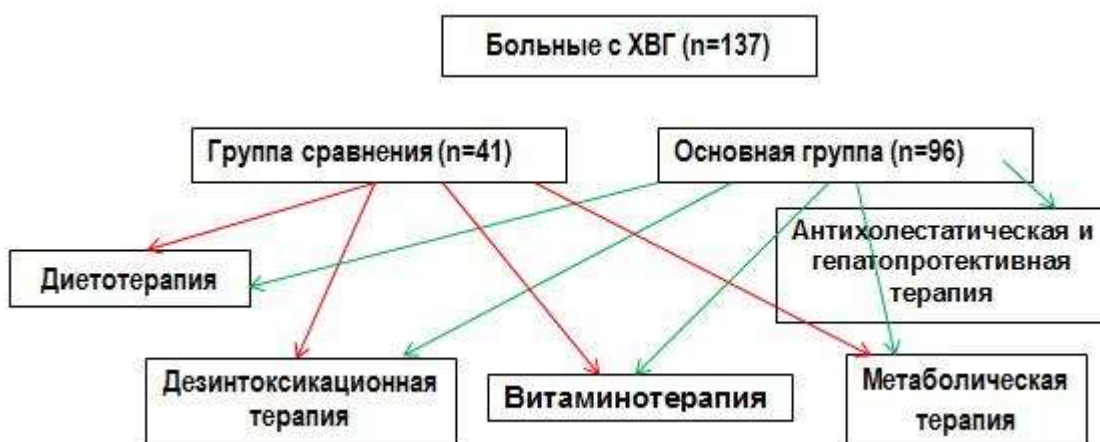 Больные с ХВГ (n=137)
Группа сравнения (n=41)
Основная группа (n=96)
Диетотерапия
Антихолестатическая и
гепатопротективная
терапия
Дезинтоксикационная
терапия
Витаминотерапия
Метаболическая
терапия